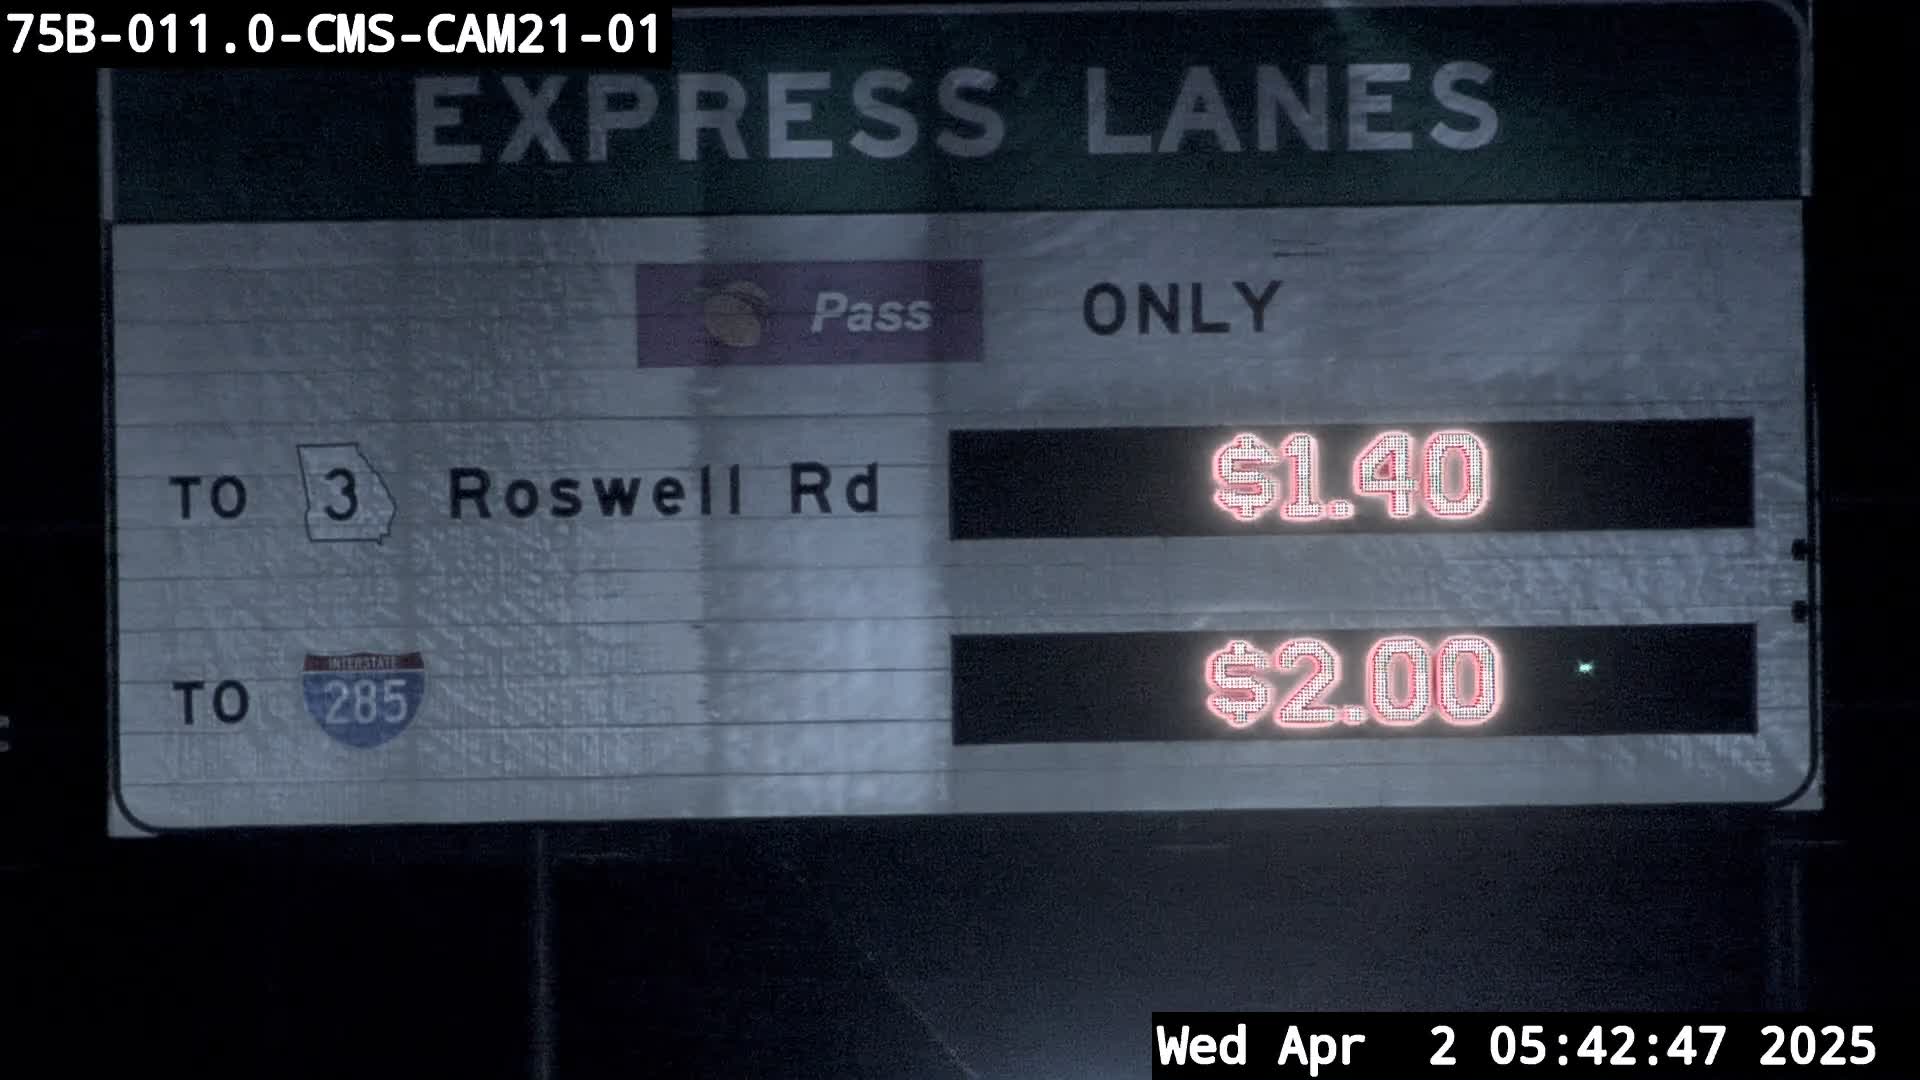 75B-011.0-CMS-CAM21-01
EXPRESS LANES
Pass ONLY
TO 3 Roswell Rd $1.40
INTERSTATE
TO 285 $2.00
Wed Apr 2 05:42:47 2025